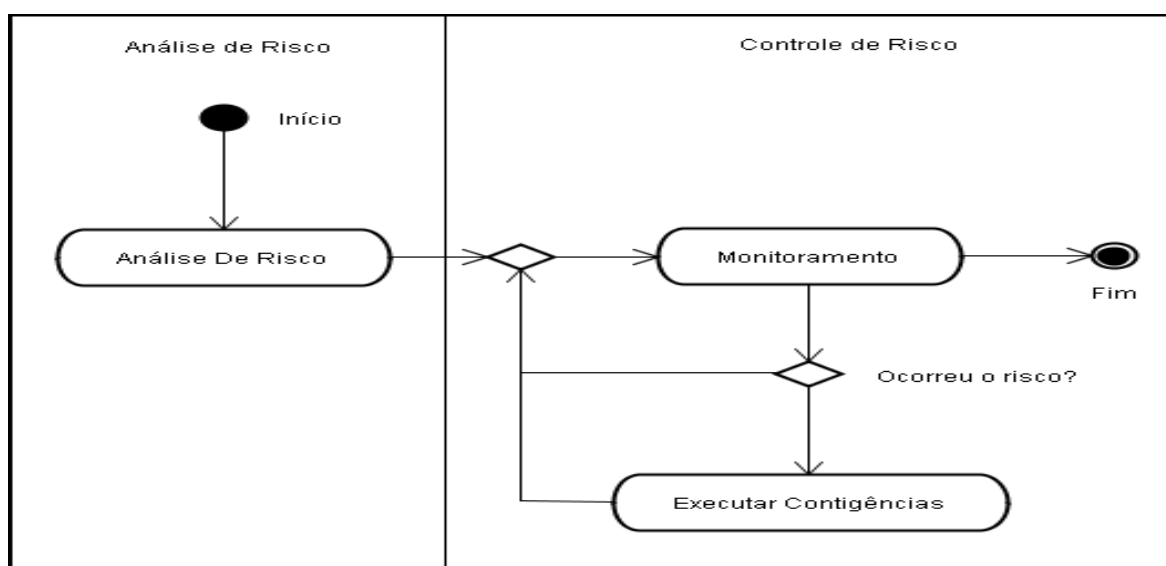 Análise de Risco
Controle de Risco
Início
Análise De Risco
Monitoramento
Fim
Ocorreu o risco?
Executar Contigências